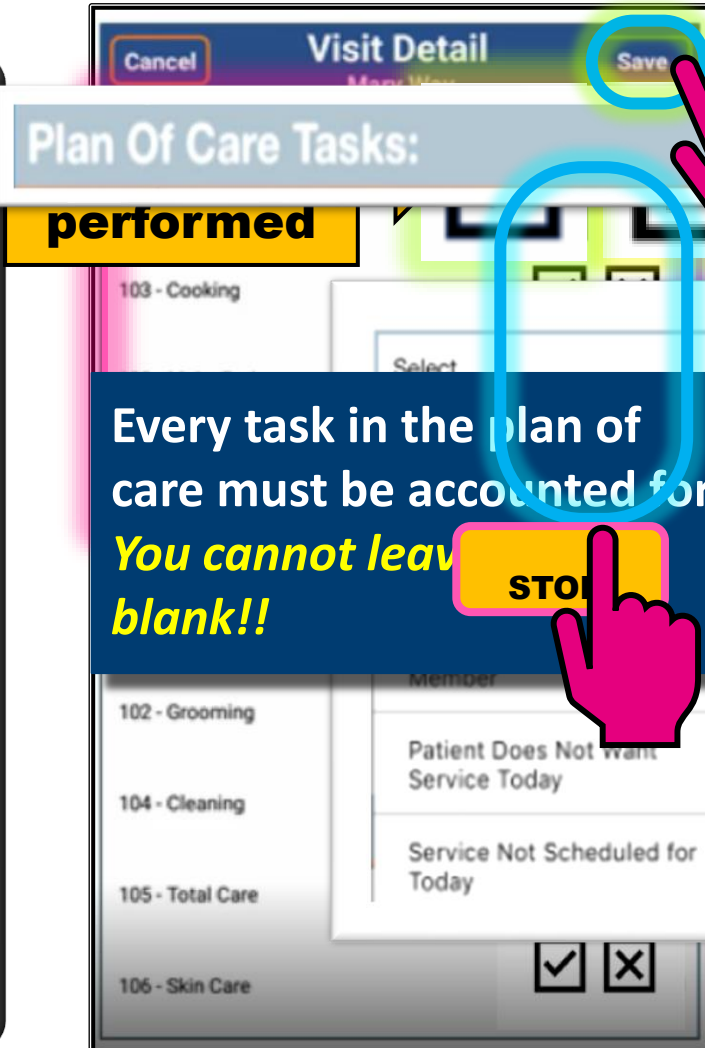 Cancel
Visit Detail
Save
Plan Of Care Tasks:
performed
103 - Cooking
Select
Every task in the plan of
care must be accounted for
You cannot leav
blank!!
STO
Member
102 - Grooming
Patient Does Not Want
Service Today
104 - Cleaning
Service Not Scheduled for
Today
105 - Total Care
106 - Skin Care